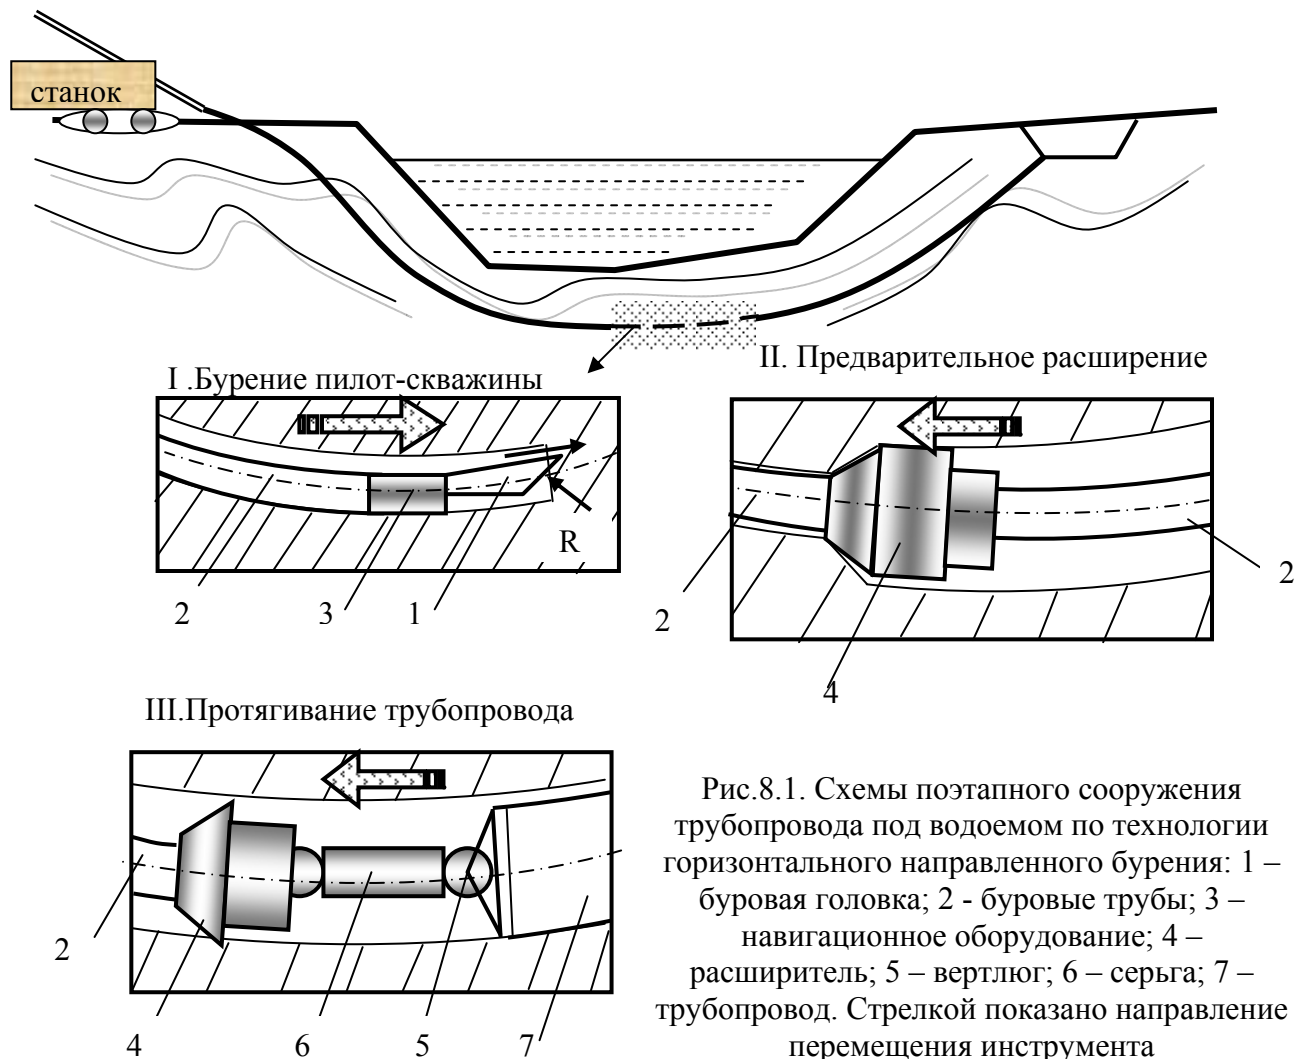 станок
I .Бурение пилот-скважины
II. Предварительное расширение
R
2
3
1
2
2
4
III.Протягивание трубопровода
2
4
6
5
7
Рис.8.1. Схемы поэтапного сооружения
трубопровода под водоемом по технологии
горизонтального направленного бурения: 1 –
буровая головка; 2 - буровые трубы; 3 –
навигационное оборудование; 4 –
расширитель; 5 – вертлюг; 6 – серьга; 7 –
трубопровод. Стрелкой показано направление
перемещения инструмента